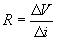 R = ΔV / Δi